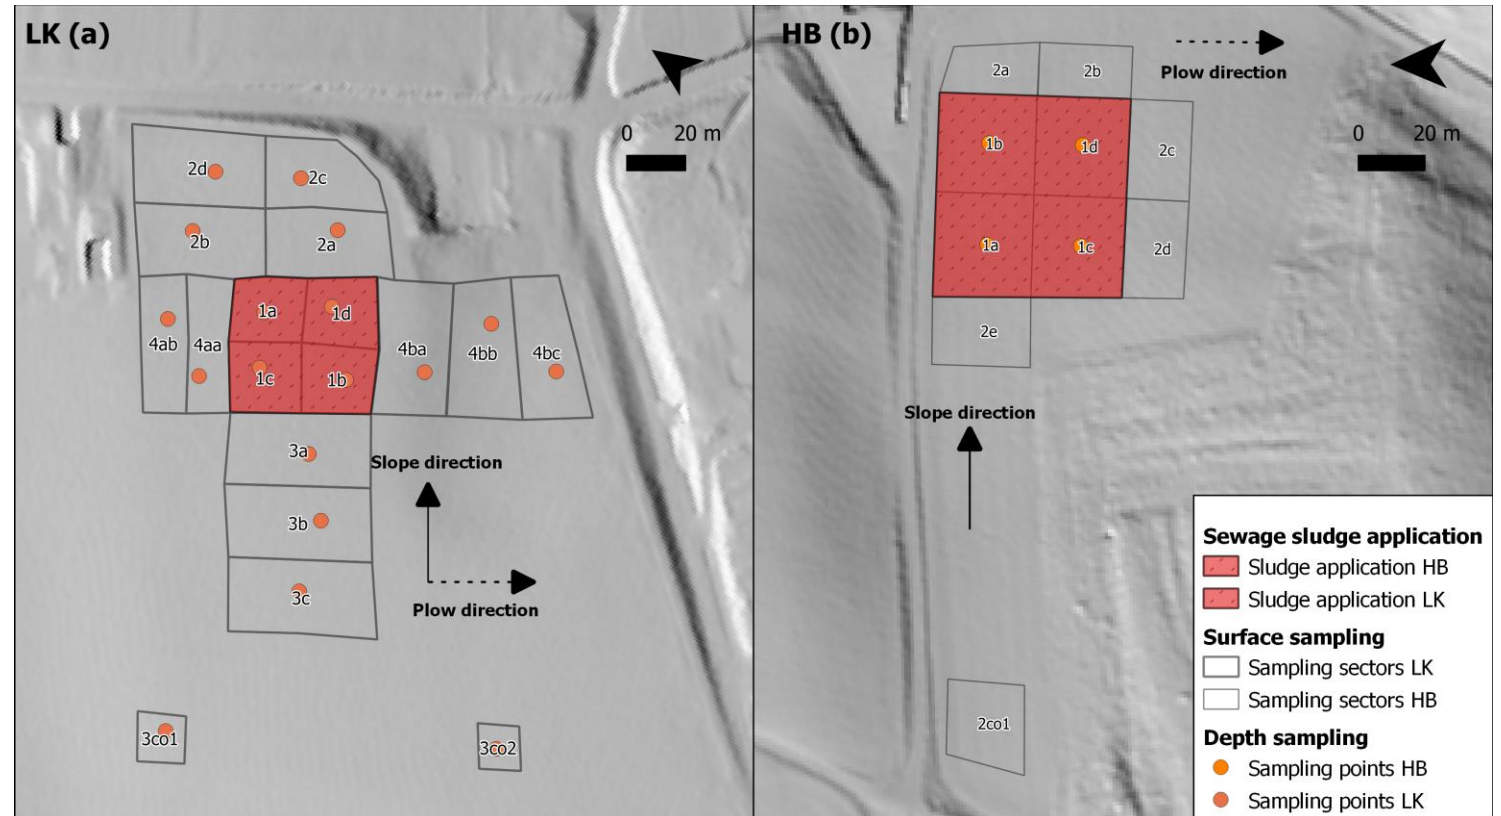 LK (a)
0 20 m
2d
2c
2b
2a
1a
1d
4ab
4aa
4ba
4bb
4bc
1c
1b
3a
Slope direction
3b
3c
Plow direction
3co1
3co2
HB (b)
Plow direction
0 20 m
2a
2b
1b
1d
2c
1a
1c
2d
2e
Slope direction
2co1
Sewage sludge application
Sludge application HB
Sludge application LK
Surface sampling
Sampling sectors LK
Sampling sectors HB
Depth sampling
Sampling points HB
Sampling points LK